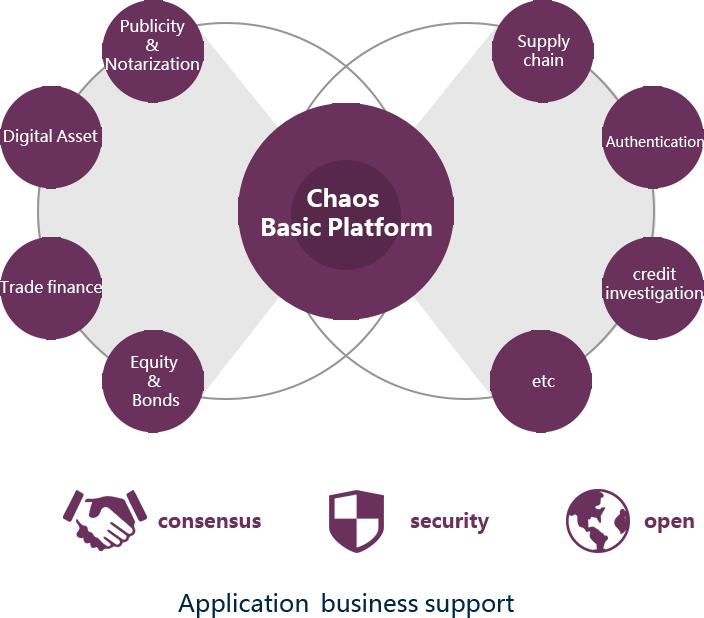 Publicity
&
Notarization
Supply
chain
Digital Asset
Authentication
Chaos
Basic Platform
Trade finance
credit
investigation
Equity
&
Bonds
etc
consensus
security
open
Application business support